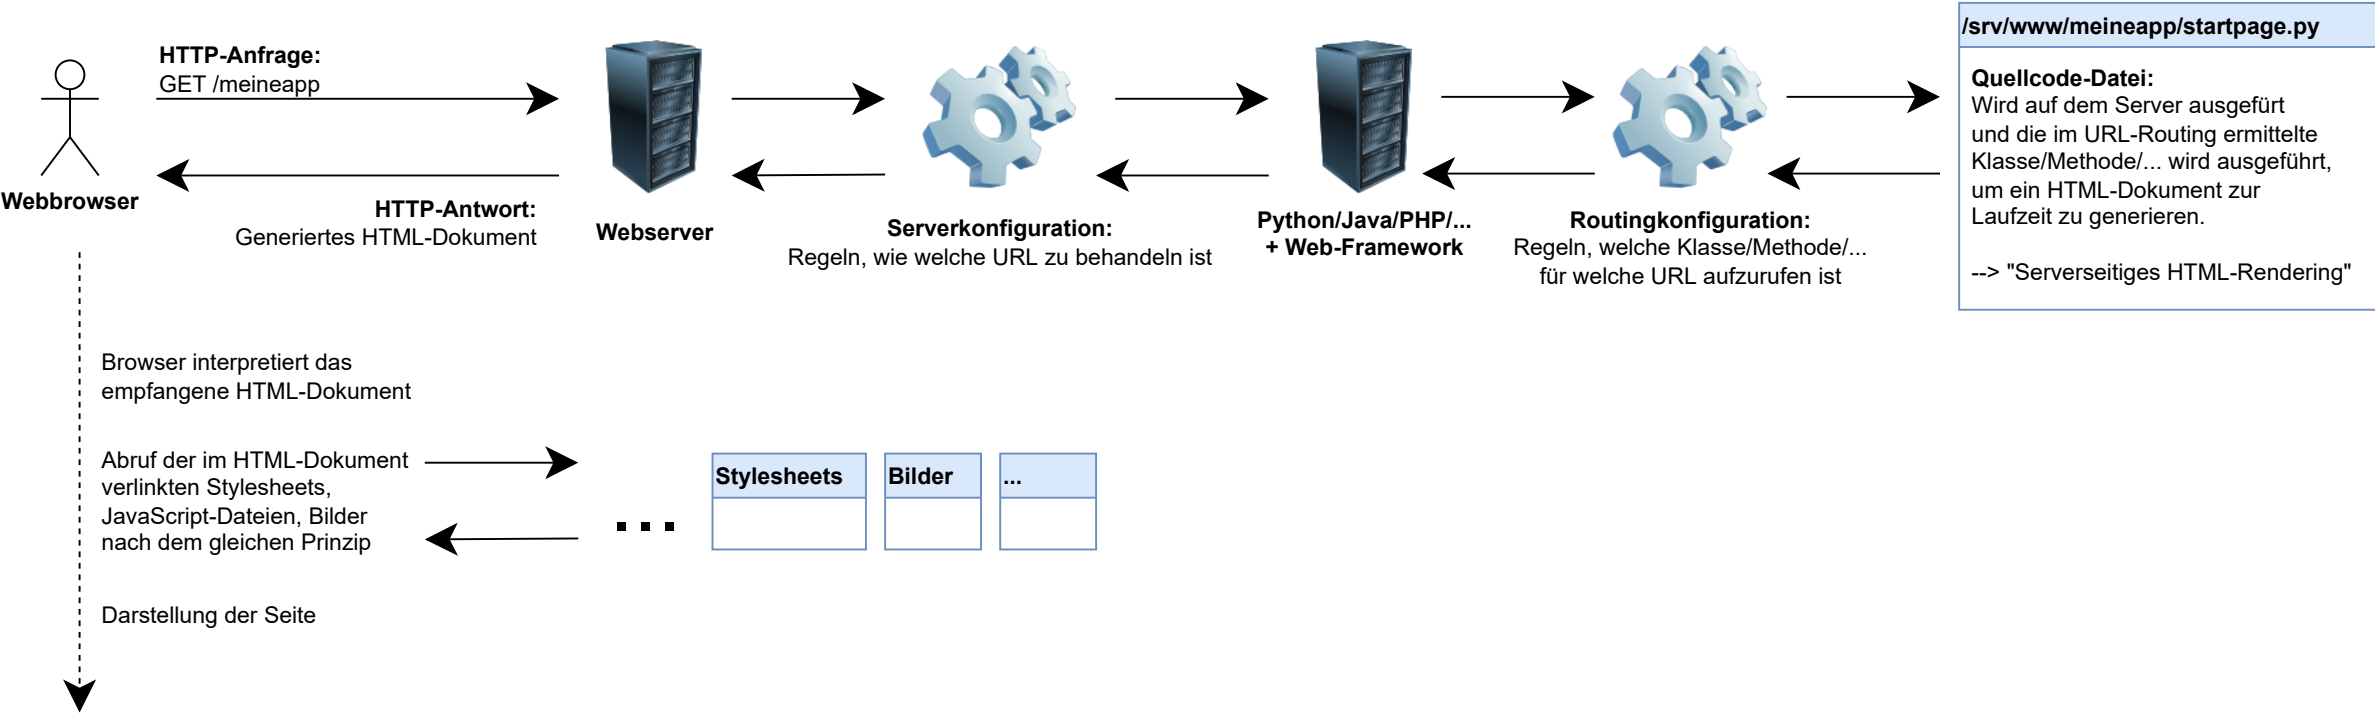 HTTP-Anfrage:
GET /meineapp
Webbrowser
HTTP-Antwort:
Generiertes HTML-Dokument
Webserver
Serverkonfiguration:
Regeln, wie welche URL zu behandeln ist
Python/Java/PHP/...
+ Web-Framework
Routingkonfiguration:
Regeln, welche Klasse/Methode/...
für welche URL aufzurufen ist
/srv/www/meineapp/startpage.py
Quellcode-Datei:
Wird auf dem Server ausgefürt
und die im URL-Routing ermittelte
Klasse/Methode/... wird ausgeführt,
um ein HTML-Dokument zur
Laufzeit zu generieren.
--> "Serverseitiges HTML-Rendering"
Browser interpretiert das
empfangene HTML-Dokument
Abruf der im HTML-Dokument
verlinkten Stylesheets,
JavaScript-Dateien, Bilder
nach dem gleichen Prinzip
...
Stylesheets
Bilder
...
Darstellung der Seite